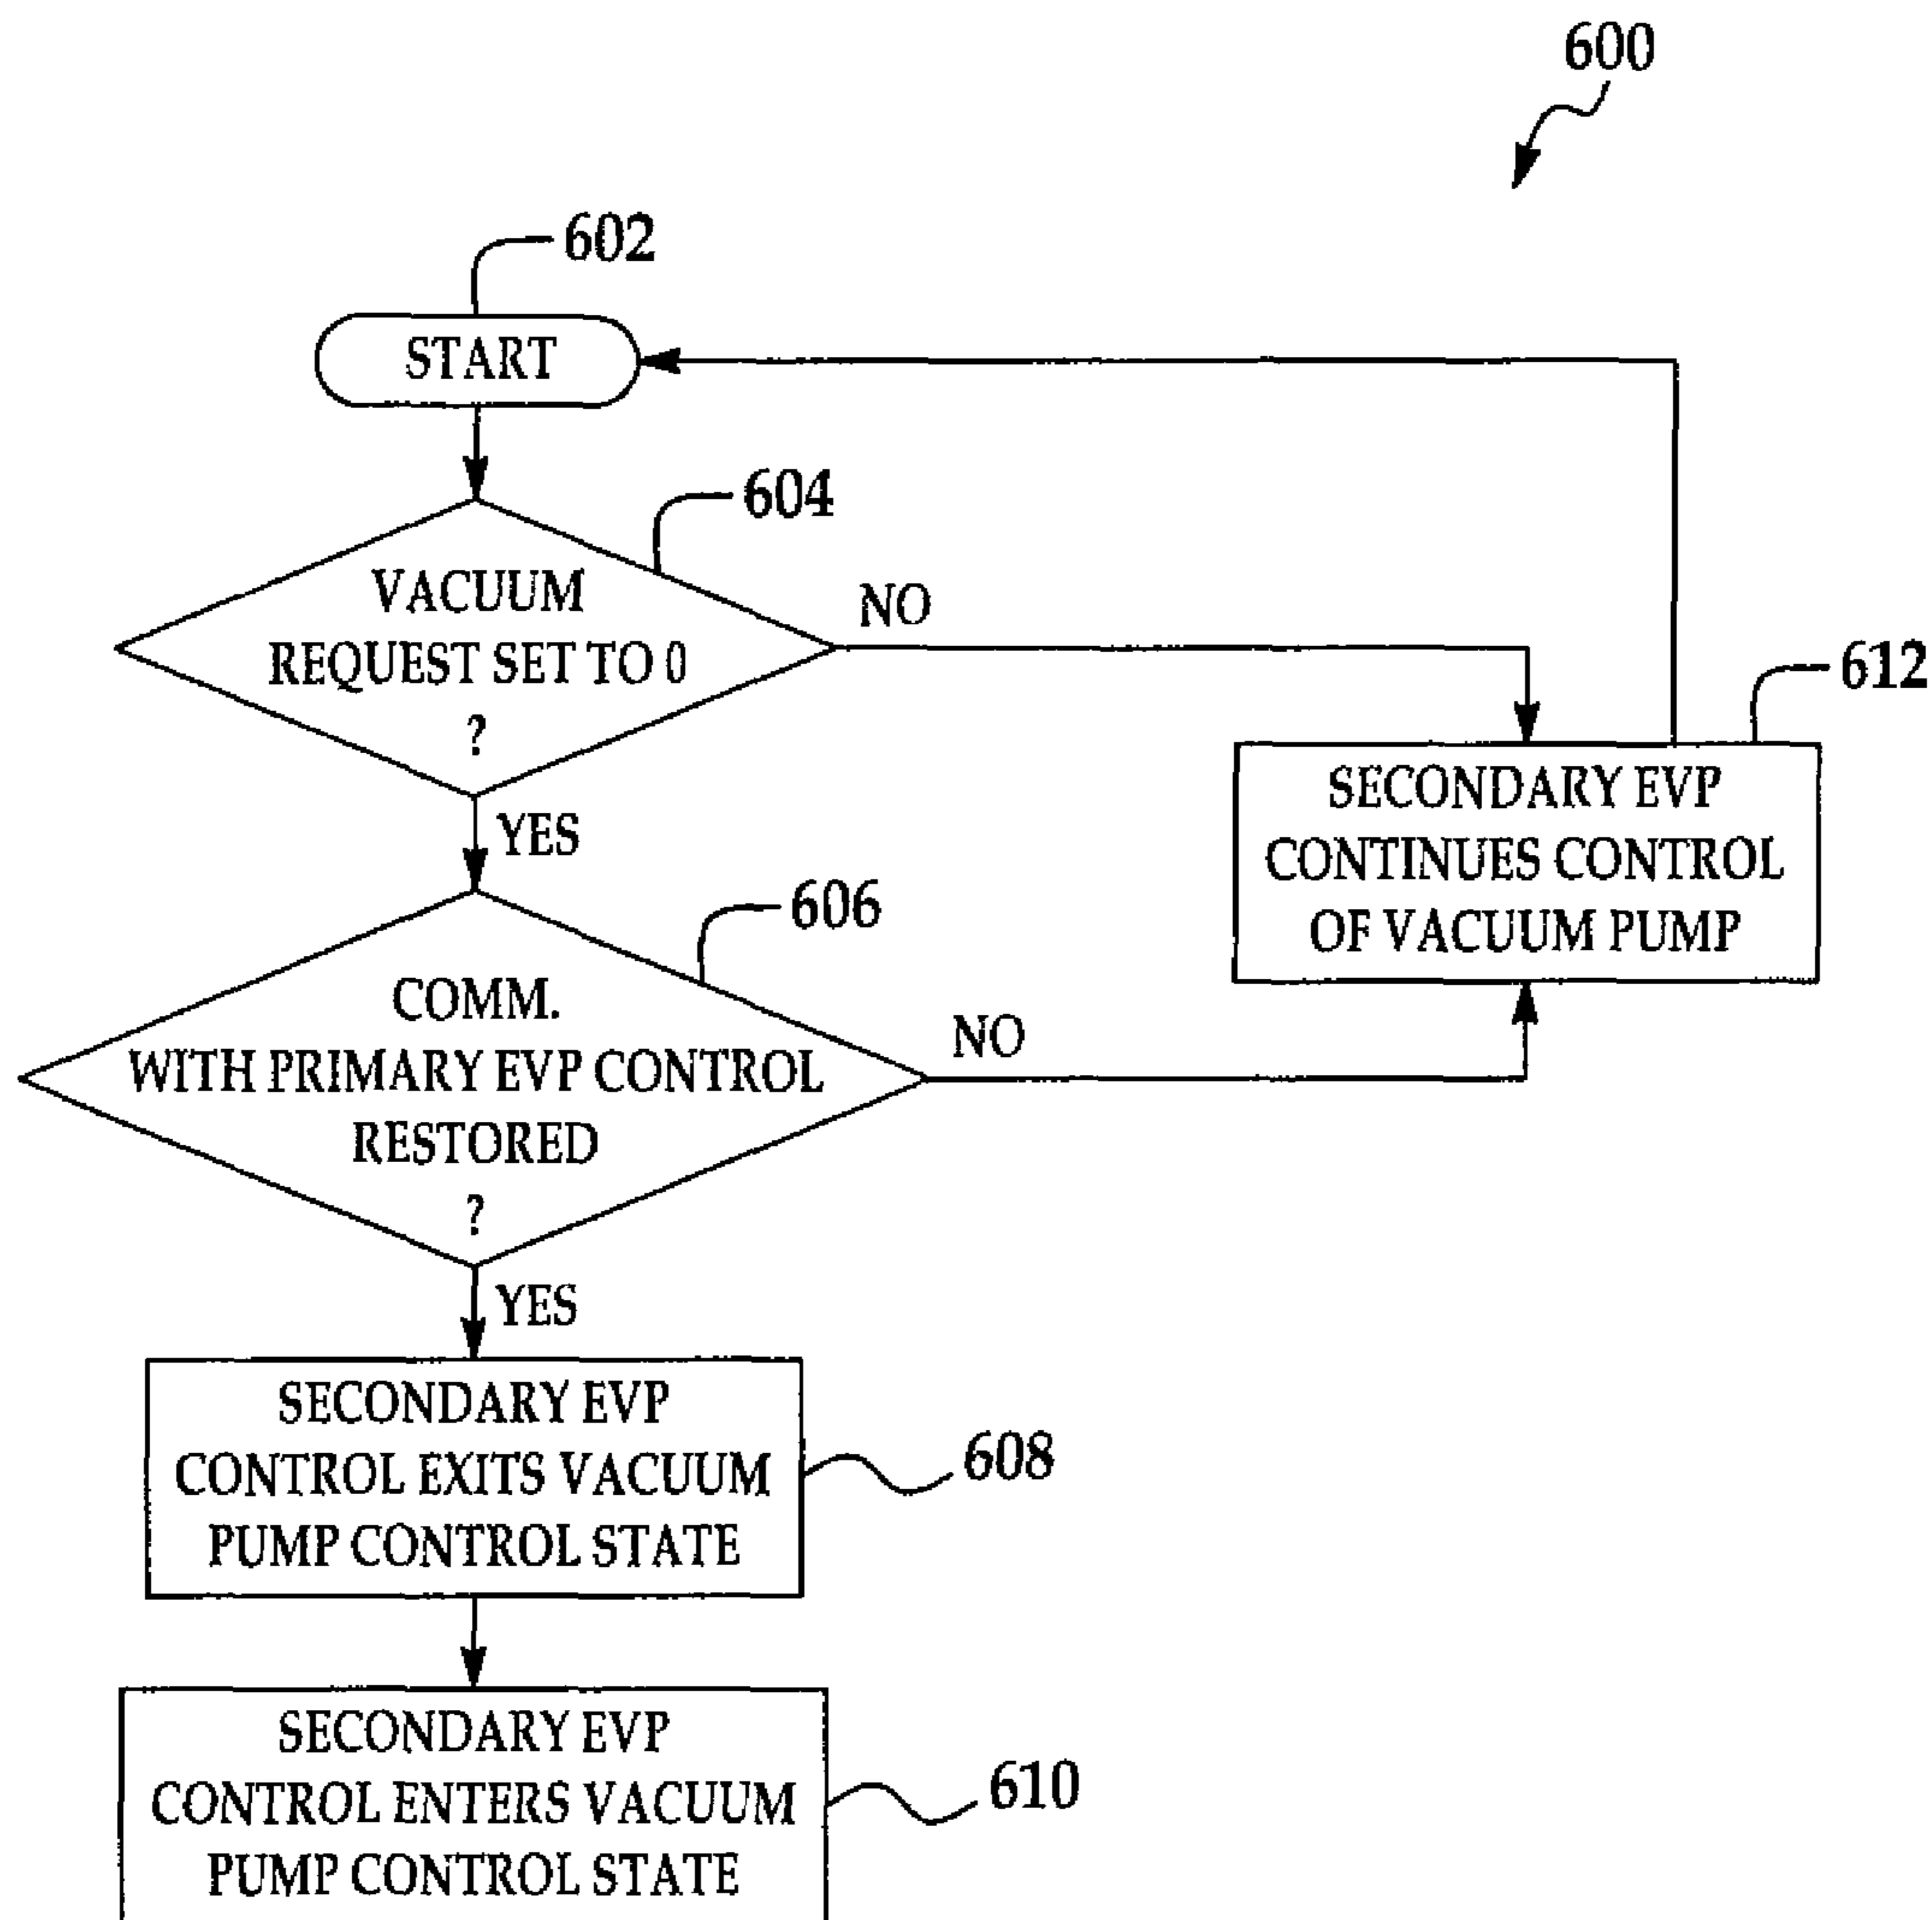 600
602
START
604
VACUUM
REQUEST SET TO 0
?
NO
YES
612
SECONDARY EVP
CONTINUES CONTROL
OF VACUUM PUMP
606
COMM.
WITH PRIMARY EVP CONTROL
RESTORED
?
NO
YES
SECONDARY EVP
CONTROL EXITS VACUUM
PUMP CONTROL STATE
608
SECONDARY EVP
CONTROL ENTERS VACUUM
PUMP CONTROL STATE
610